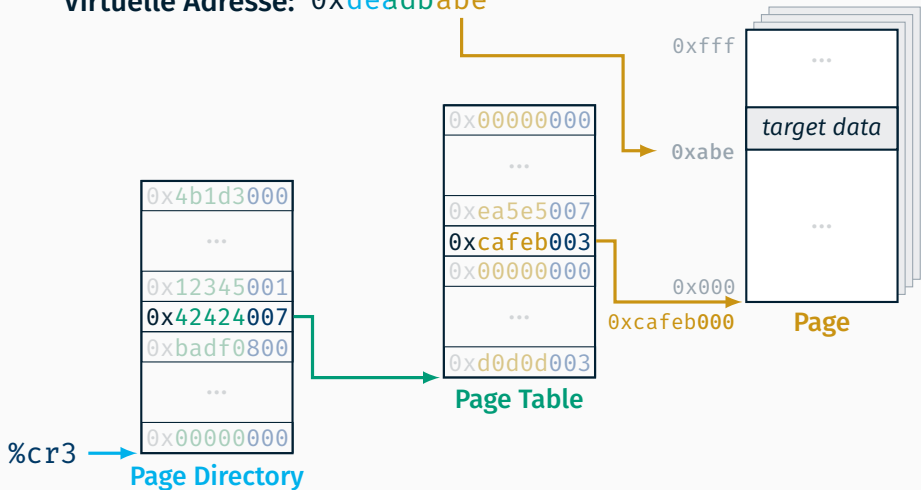 Virtuelle Adresse: 0xdeadbabe
0xfff
...
target data
0xabe
...
0x000
0xcafeb000
Page
0x00000000
...
0xea5e5007
0xcafeb003
0x00000000
...
0xd0d0d003
Page Table
0x4b1d3000
...
0x12345001
0x42424007
0xbadf0800
...
0x00000000
%cr3
Page Directory